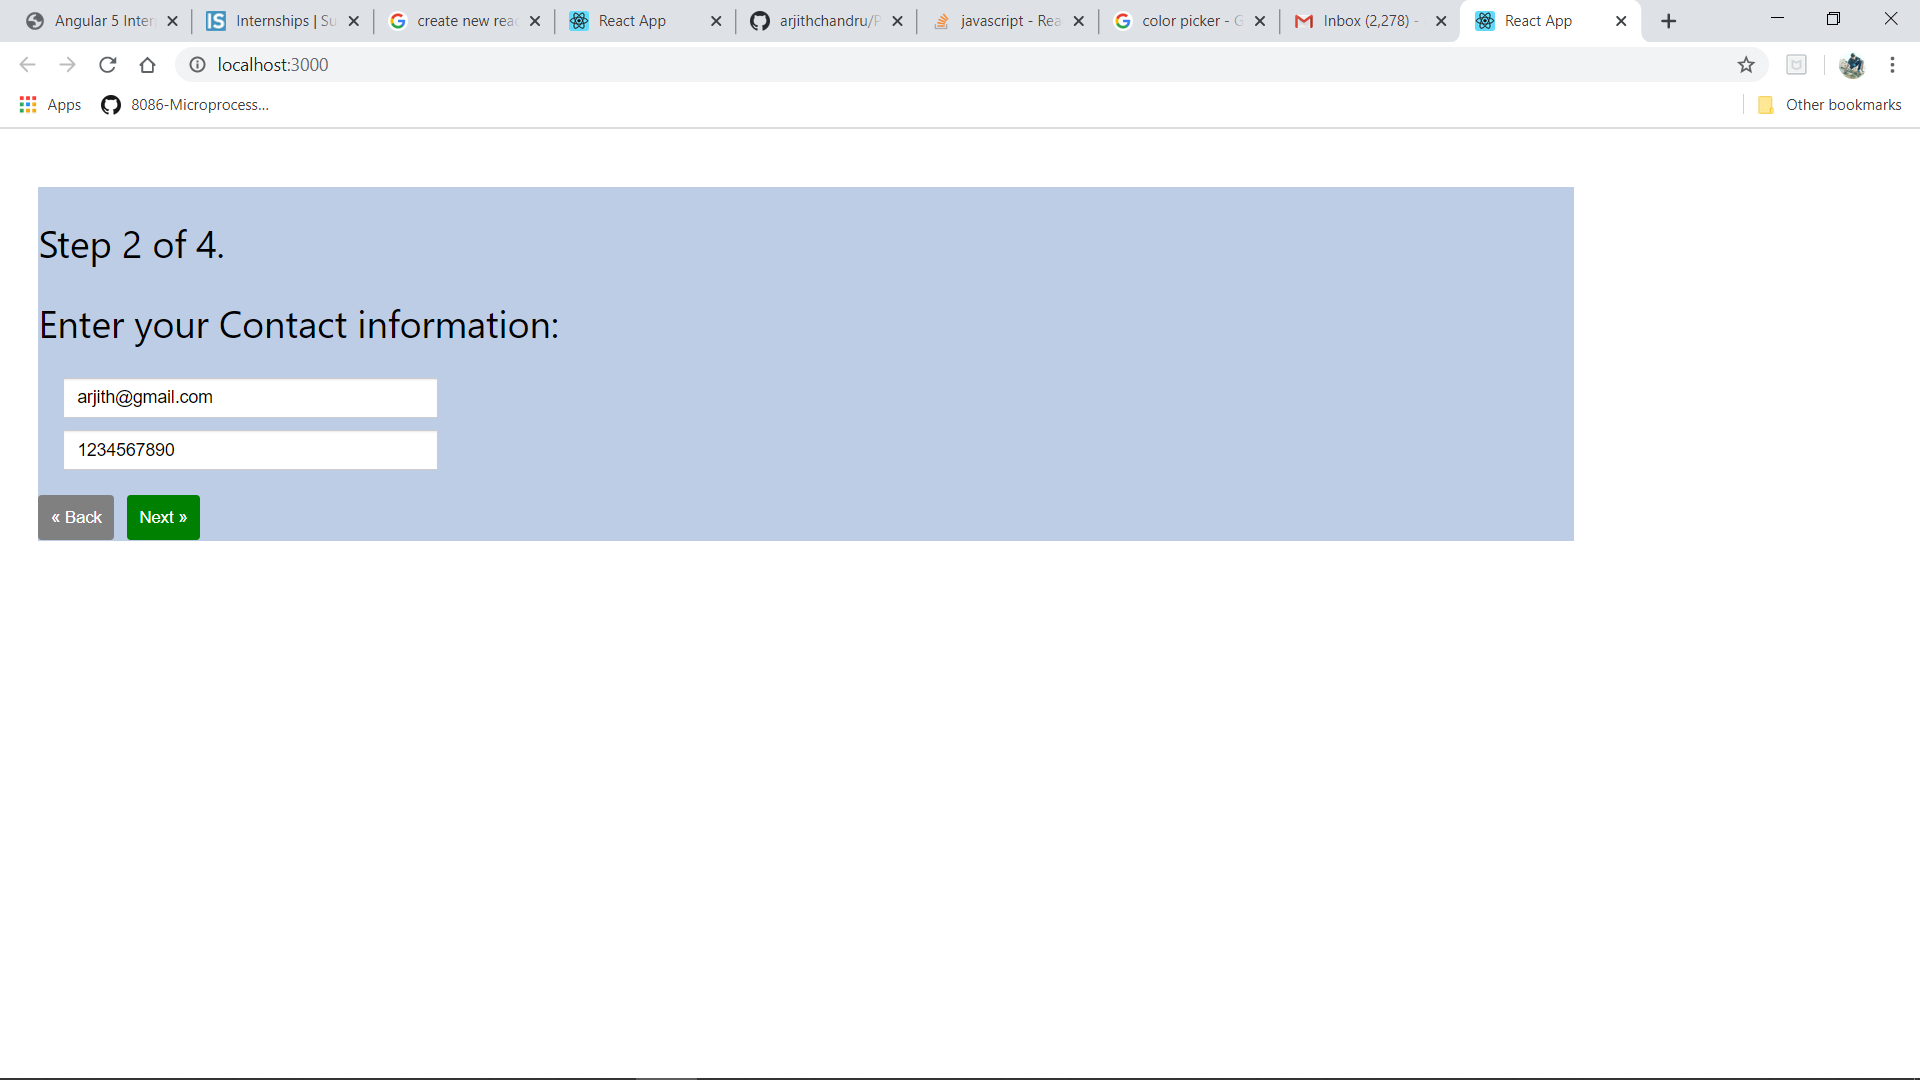 Angular 5 Inter
Internships | Su
create new reac
React App
arjithchandru/P
javascript - Rea
color picker - G
Inbox (2,278) -
React App
localhost:3000
Apps
8086-Microprocess...
Other bookmarks
Step 2 of 4.
Enter your Contact information:
arjith@gmail.com
1234567890
« Back
Next »